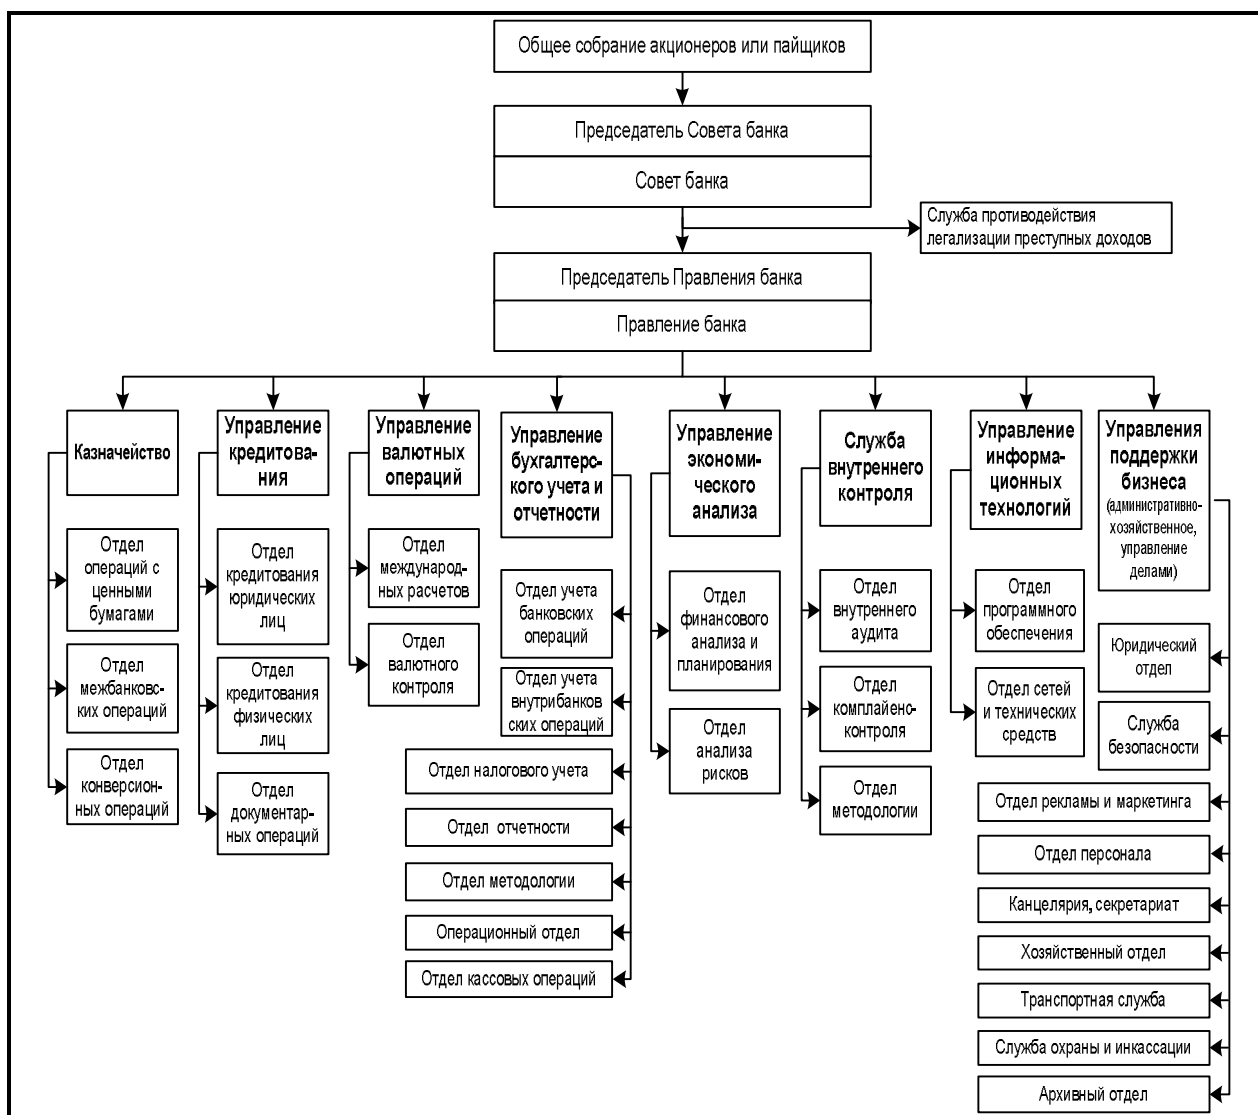 Общее собрание акционеров или пайщиков
Председатель Совета банка
Совет банка
Служба противодействия
легализации преступных доходов
Председатель Правления банка
Правление банка
Казначейство
Отдел
операций с
ценными
бумагами
Отдел
межбанковс-
ких операций
Отдел
конверсион-
ных операций
Управление
кредитова-
ния
Отдел
кредитования
юридических
лиц
Отдел
кредитования
физических
лиц
Отдел
документар-
ных операций
Управление
валютных
операций
Отдел
международ-
ных расчетов
Отдел
валютного
контроля
Управление
бухгалтерс-
кого учета и
отчетности
Отдел учета
банковских
операций
Отдел учета
внутрибанков
ских операций
Отдел налогового учета
Отдел отчетности
Отдел методологии
Операционный отдел
Отдел кассовых операций
Управление
экономи-
ческого
анализа
Отдел
финансового
анализа и
планирования
Отдел
анализа
рисков
Служба
внутреннего
контроля
Отдел
внутреннего
аудита
Отдел
комплаенс-
контроля
Отдел
методологии
Управление
информа-
ционных
технологий
Отдел
программного
обеспечения
Отдел сетей
и технических
средств
Управления
поддержки
бизнеса
(административно-
хозяйственное,
управление
делами)
Юридический
отдел
Служба
безопасности
Отдел рекламы и маркетинга
Отдел персонала
Канцелярия, секретариат
Хозяйственный отдел
Транспортная служба
Служба охраны и инкассации
Архивный отдел